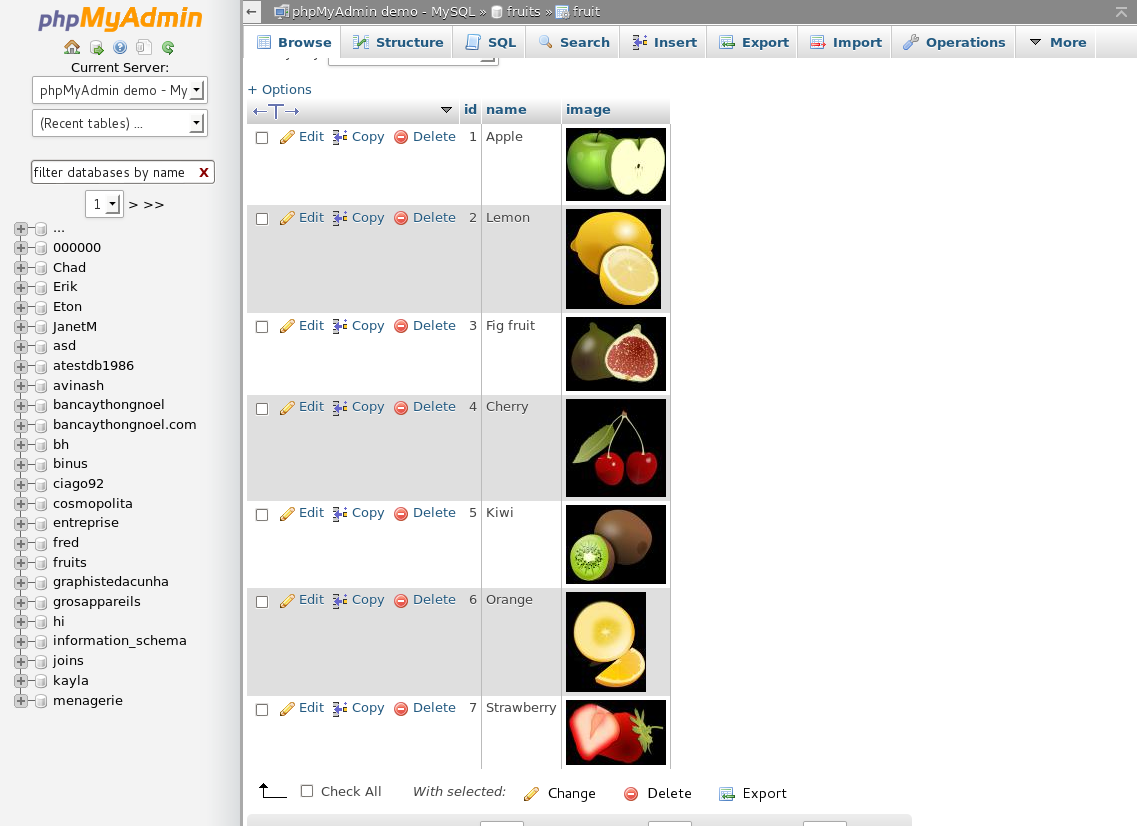 phpMyAdmin
Current Server:
phpMyAdmin demo - My
(Recent tables) ...
filter databases by name X
1 > >>
...
000000
Chad
Erik
Eton
JanetM
asd
atestdb1986
avinash
bancaythongnoel
bancaythongnoel.com
bh
binus
ciago92
cosmopolita
entreprise
fred
fruits
graphistedacunha
grosappareils
hi
information_schema
joins
kayla
menagerie
phpMyAdmin demo - MySQL » fruits » fruit
Browse Structure SQL Search Insert Export Import Operations More
+ Options
←T→ id name image
Edit Copy Delete 1 Apple
Edit Copy Delete 2 Lemon
Edit Copy Delete 3 Fig fruit
Edit Copy Delete 4 Cherry
Edit Copy Delete 5 Kiwi
Edit Copy Delete 6 Orange
Edit Copy Delete 7 Strawberry
Check All With selected: Change Delete Export